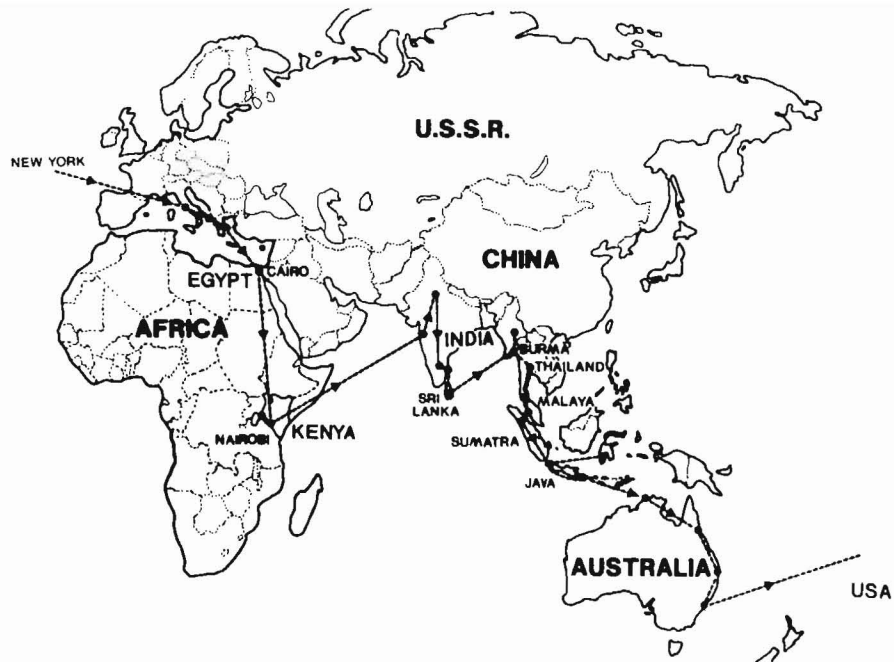 U.S.S.R.
NEW YORK
CHINA
EGYPT
CAIRO
AFRICA
INDIA
BURMA
THAILAND
SRI
LANKA
MALAYA
NAIROBI
KENYA
SUMATRA
JAVA
AUSTRALIA
USA